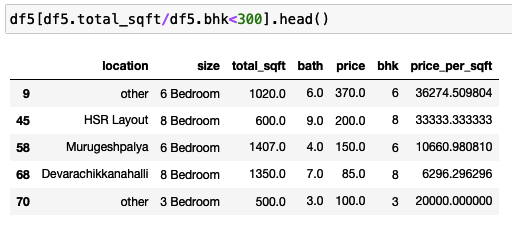 df5[df5.total_sqft/df5.bhk<300].head()
location size total_sqft bath price bhk price_per_sqft
9 other 6 Bedroom 1020.0 6.0 370.0 6 36274.509804
45 HSR Layout 8 Bedroom 600.0 9.0 200.0 8 33333.333333
58 Murugeshpalya 6 Bedroom 1407.0 4.0 150.0 6 10660.980810
68 Devarachikkanahalli 8 Bedroom 1350.0 7.0 85.0 8 6296.296296
70 other 3 Bedroom 500.0 3.0 100.0 3 20000.000000